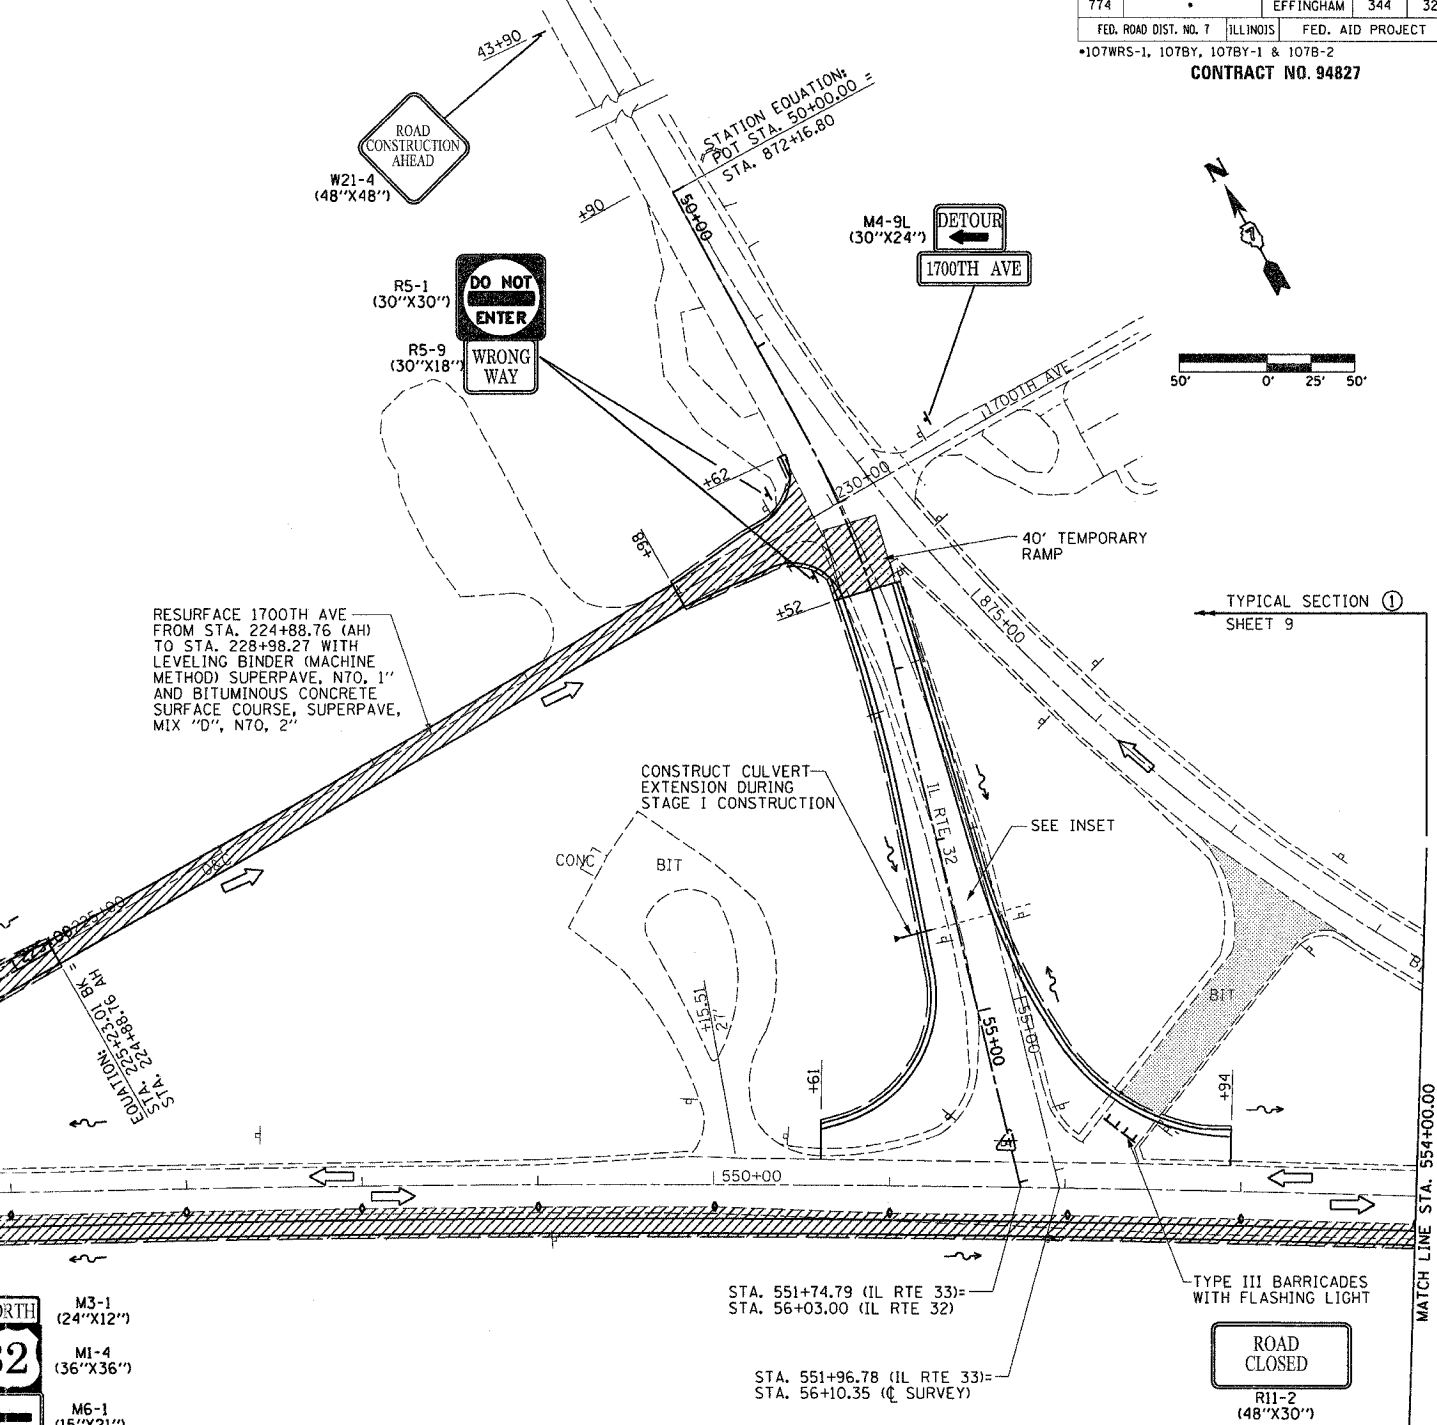 774 • EFFINGHAM 344 32
FED. ROAD DIST. NO. 7 ILLINOIS FED. AID PROJECT
•107WRS-1, 107BY, 107BY-1 & 107B-2
CONTRACT NO. 94827
43+90
ROAD
CONSTRUCTION
AHEAD
W21-4
(48"X48")
STATION EQUATION:
POT STA. 50+00.00 =
STA. 872+16.80
+90
50+00
N
7
M4-9L
(30"X24")
DETOUR
1700TH AVE
R5-1
(30"X30")
DO NOT
ENTER
R5-9
(30"X18")
WRONG
WAY
50' 0' 25' 50'
1700TH AVE
+62
230+00
+98
40' TEMPORARY
RAMP
+52
875+00
TYPICAL SECTION 1
SHEET 9
RESURFACE 1700TH AVE
FROM STA. 224+88.76 (AH)
TO STA. 228+98.27 WITH
LEVELING BINDER (MACHINE
METHOD) SUPERPAVE, N70, 1"
AND BITUMINOUS CONCRETE
SURFACE COURSE, SUPERPAVE,
MIX "D", N70, 2"
CONSTRUCT CULVERT
EXTENSION DURING
STAGE I CONSTRUCTION
IL RTE 32
SEE INSET
CONC
BIT
O&C
225+00
EQUATION:
STA. 225+23.01 BK =
STA. 224+88.76 AH
+15.51
27'
55+00
55+00
BIT
+61
+94
550+00
MATCH LINE STA. 554+00.00
STA. 551+74.79 (IL RTE 33)=
STA. 56+03.00 (IL RTE 32)
STA. 551+96.78 (IL RTE 33)=
STA. 56+10.35 (℄ SURVEY)
TYPE III BARRICADES
WITH FLASHING LIGHT
ROAD
CLOSED
R11-2
(48"X30")
ORTH
M3-1
(24"X12")
32
M1-4
(36"X36")
M6-1
(15"X21")